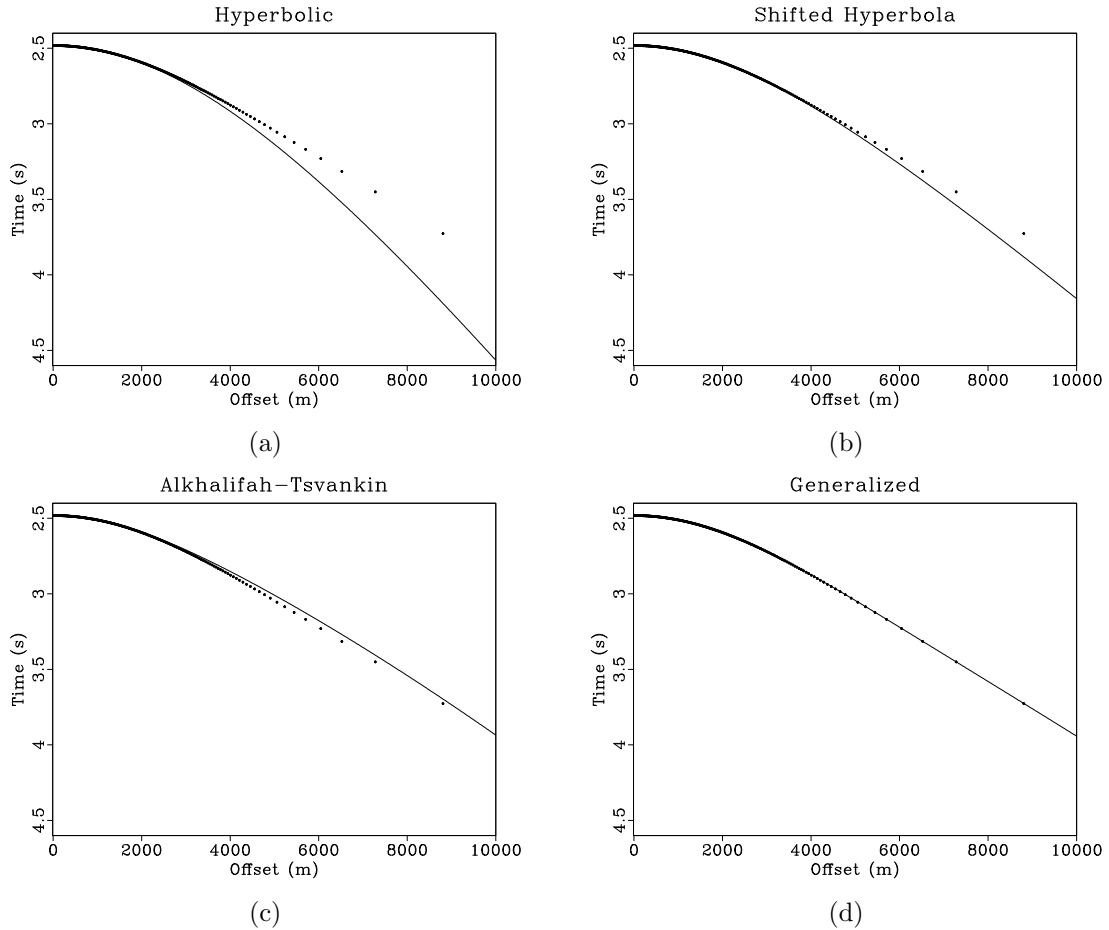 Hyperbolic
2.5
3
3.5
4
4.5
Time (s)
0 2000 4000 6000 8000 10000
Offset (m)
(a)
Shifted Hyperbola
2.5
3
3.5
4
4.5
Time (s)
0 2000 4000 6000 8000 10000
Offset (m)
(b)
Alkhalifah−Tsvankin
2.5
3
3.5
4
4.5
Time (s)
0 2000 4000 6000 8000 10000
Offset (m)
(c)
Generalized
2.5
3
3.5
4
4.5
Time (s)
0 2000 4000 6000 8000 10000
Offset (m)
(d)